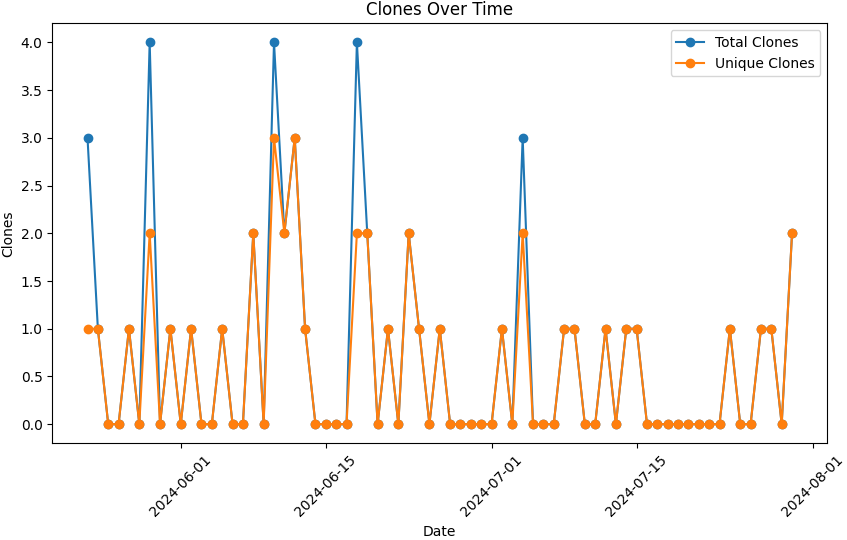 Clones Over Time
Total Clones
Unique Clones
4.0
3.5
3.0
2.5
2.0
1.5
1.0
0.5
0.0
Clones
2024-06-01
2024-06-15
2024-07-01
2024-07-15
2024-08-01
Date